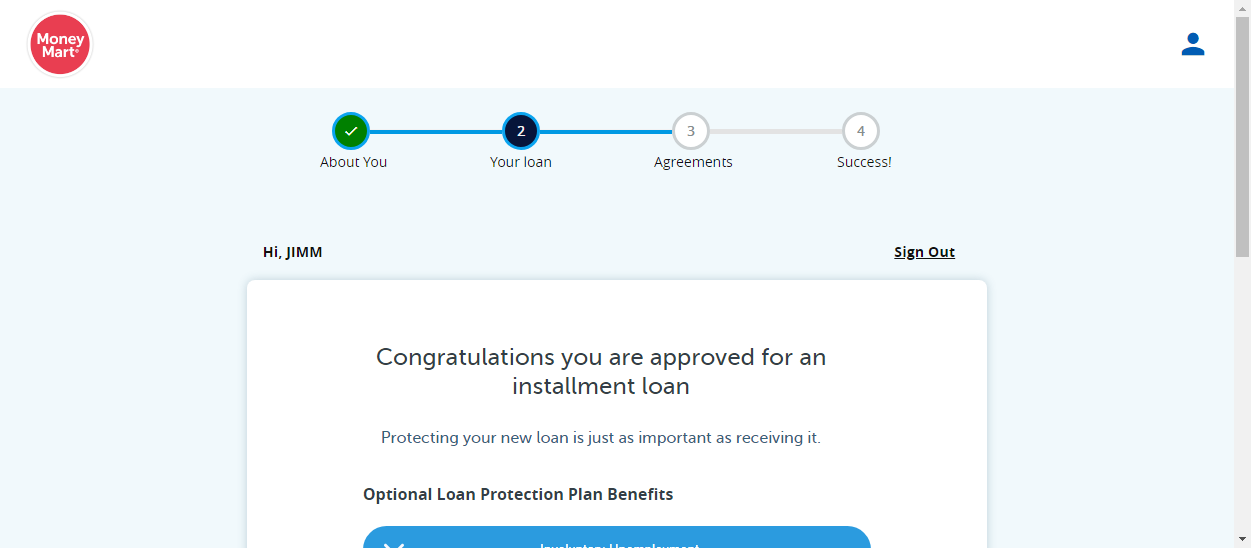 Money
Mart®
2
3
4
About You
Your loan
Agreements
Success!
Hi, JIMM
Sign Out
Congratulations you are approved for an
installment loan
Protecting your new loan is just as important as receiving it.
Optional Loan Protection Plan Benefits
Involuntary Unemployment